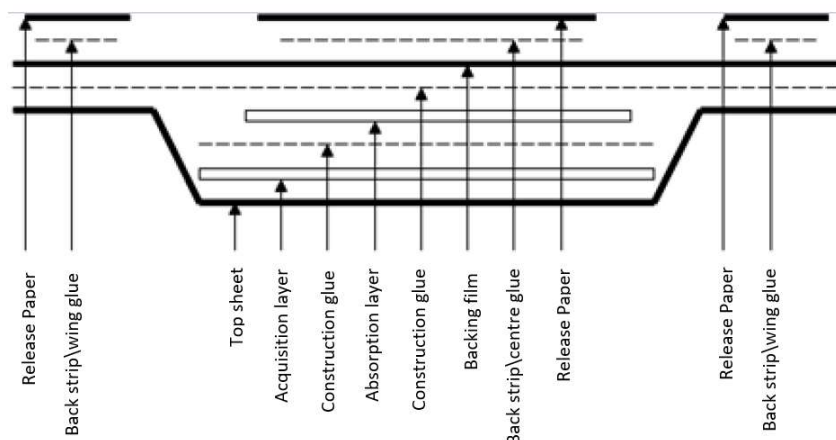 Release Paper
Back strip\wing glue
Top sheet
Acquisition layer
Construction glue
Absorption layer
Construction glue
Backing film
Back strip\centre glue
Release Paper
Release Paper
Back strip\wing glue